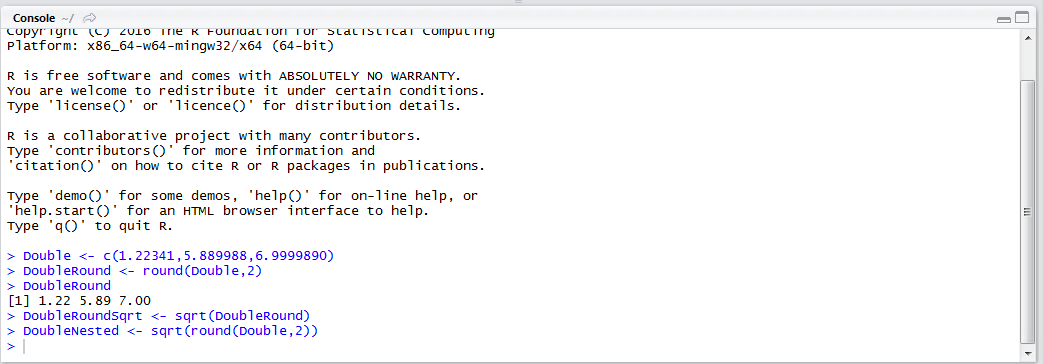 Console ~/
Copyright (C) 2016 The R Foundation for Statistical Computing
Platform: x86_64-w64-mingw32/x64 (64-bit)
R is free software and comes with ABSOLUTELY NO WARRANTY.
You are welcome to redistribute it under certain conditions.
Type 'license()' or 'licence()' for distribution details.
R is a collaborative project with many contributors.
Type 'contributors()' for more information and
'citation()' on how to cite R or R packages in publications.
Type 'demo()' for some demos, 'help()' for on-line help, or
'help.start()' for an HTML browser interface to help.
Type 'q()' to quit R.
> Double <- c(1.22341,5.889988,6.9999890)
> DoubleRound <- round(Double,2)
> DoubleRound
[1] 1.22 5.89 7.00
> DoubleRoundSqrt <- sqrt(DoubleRound)
> DoubleNested <- sqrt(round(Double,2))
>